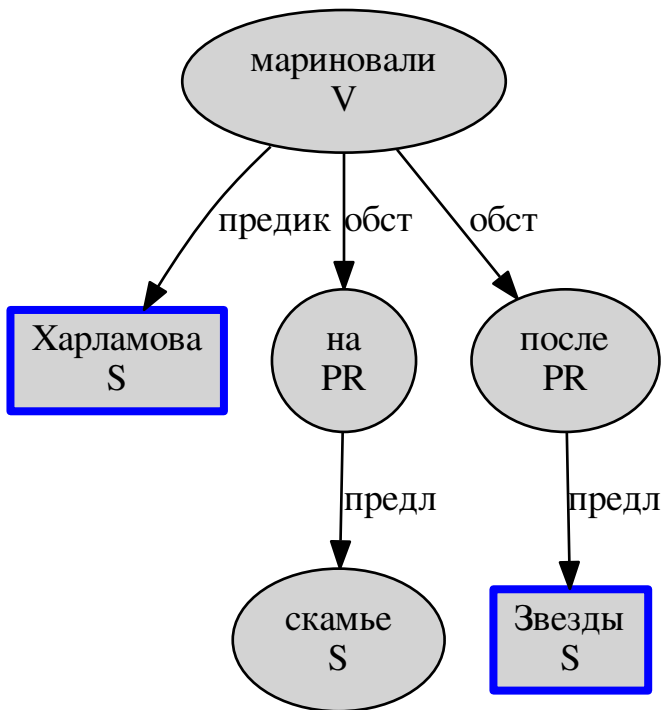 мариновали
V
предик
обст
обст
Харламова
S
на
PR
после
PR
предл
предл
скамье
S
Звезды
S